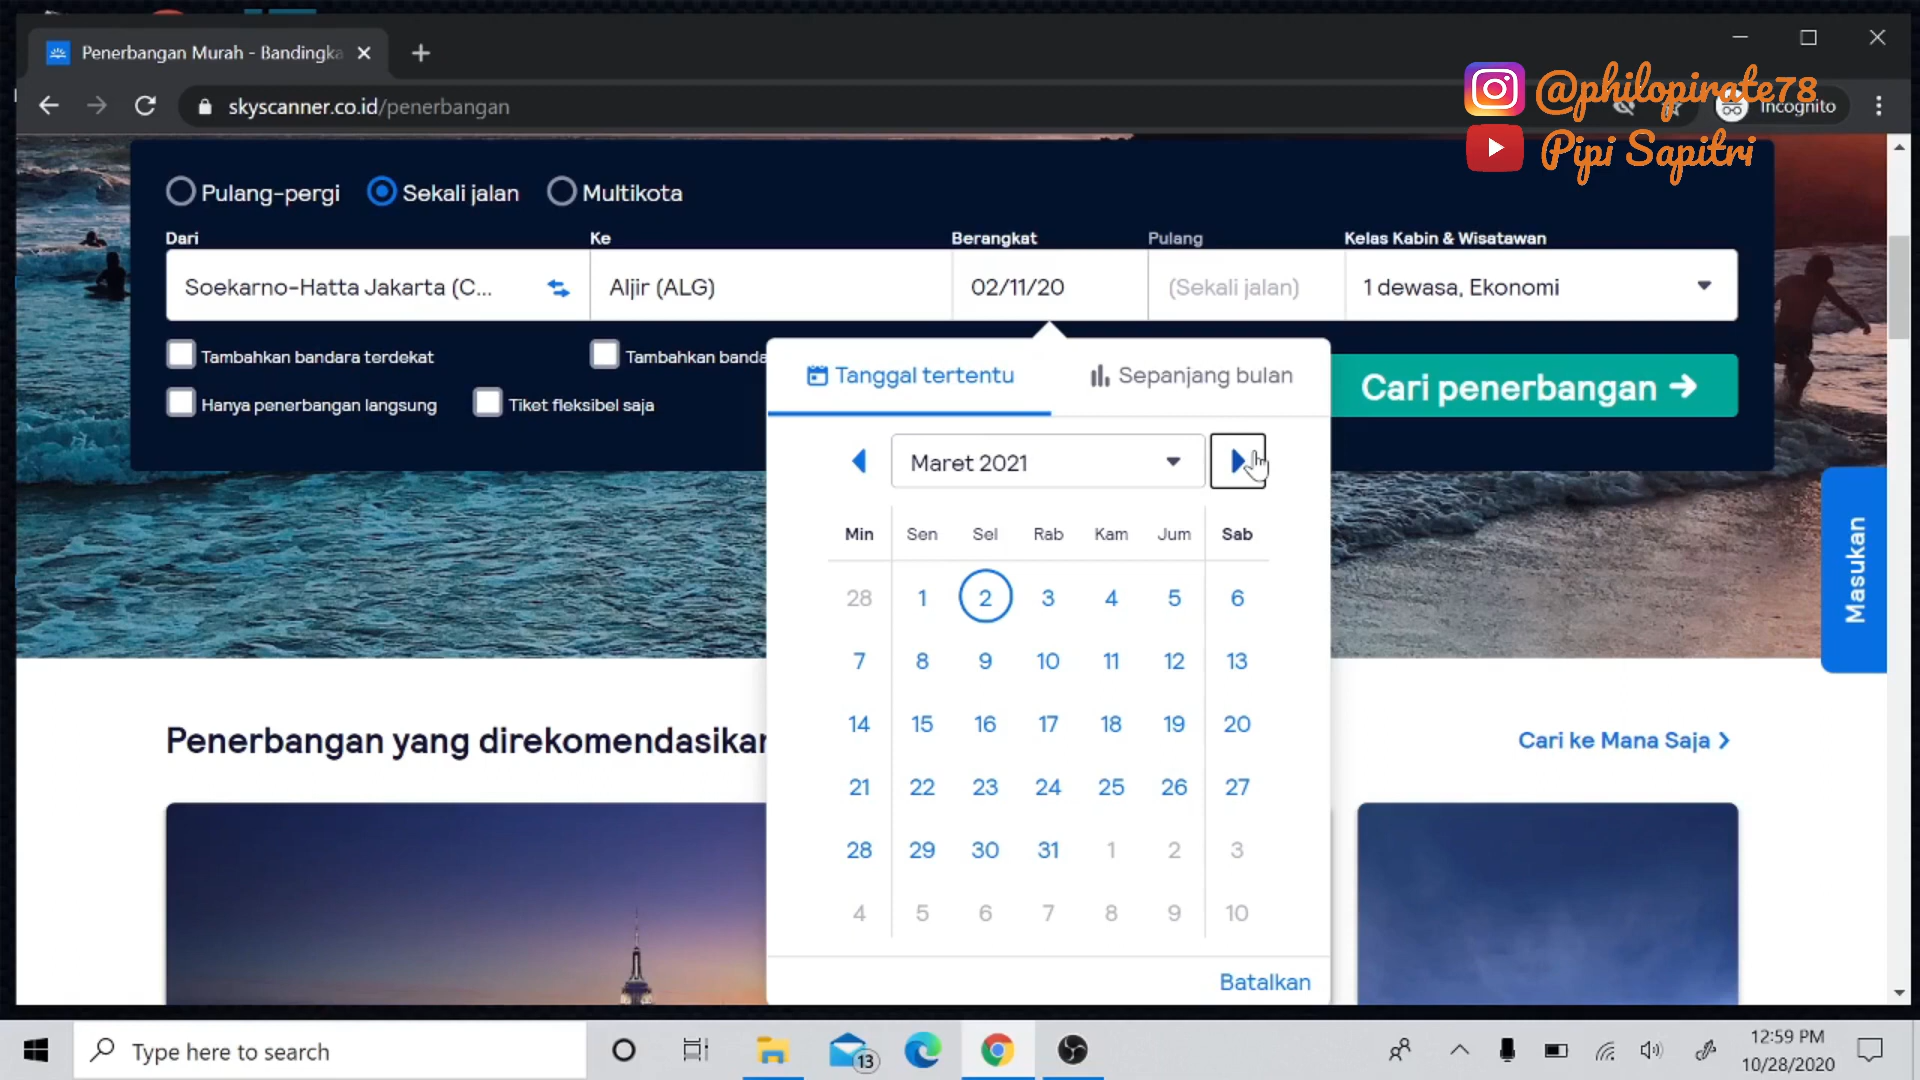 Penerbangan Murah - Bandingka
skyscanner.co.id/penerbangan
Incognito
@philopirate78
Pipi Sapitri
Pulang-pergi
Sekali jalan
Multikota
Dari
Ke
Berangkat
Pulang
Kelas Kabin & Wisatawan
Soekarno-Hatta Jakarta (C...
Aljir (ALG)
02/11/20
(Sekali jalan)
1 dewasa, Ekonomi
Tambahkan bandara terdekat
Tambahkan banda
Hanya penerbangan langsung
Tiket fleksibel saja
Cari penerbangan
Tanggal tertentu
Sepanjang bulan
Maret 2021
Min Sen Sel Rab Kam Jum Sab
28 1 2 3 4 5 6
7 8 9 10 11 12 13
14 15 16 17 18 19 20
21 22 23 24 25 26 27
28 29 30 31 1 2 3
4 5 6 7 8 9 10
Batalkan
Masukan
Penerbangan yang direkomendasikan
Cari ke Mana Saja
Type here to search
13
12:59 PM
10/28/2020